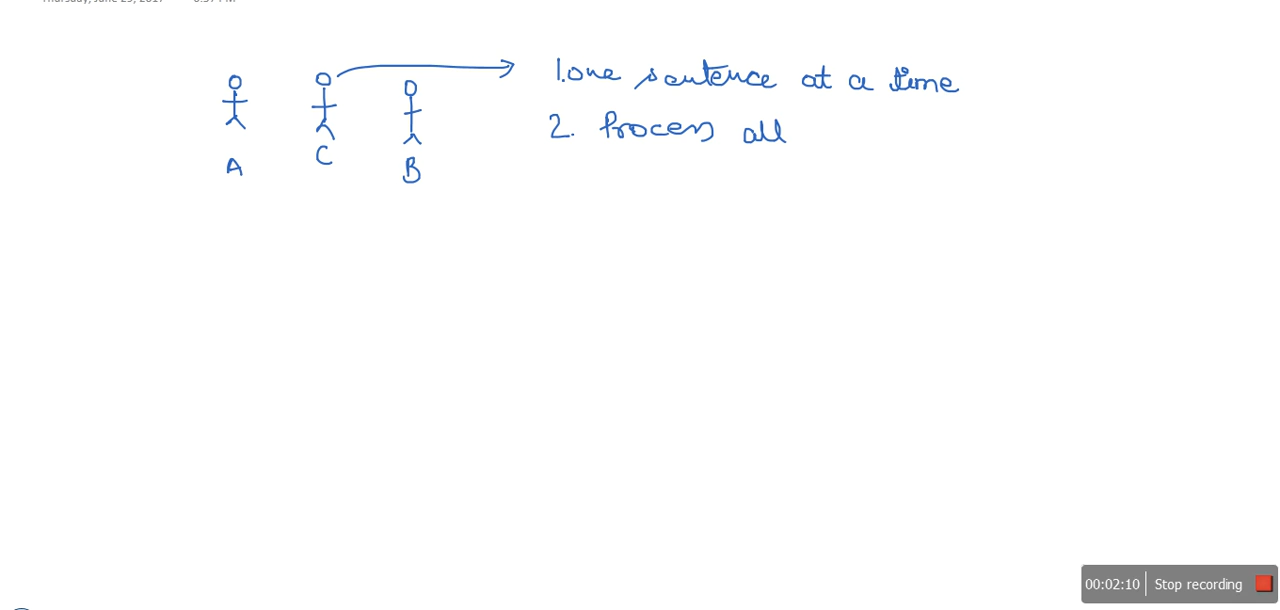 1. One sentence at a time
2. Process all
A
C
B
00:02:10 Stop recording